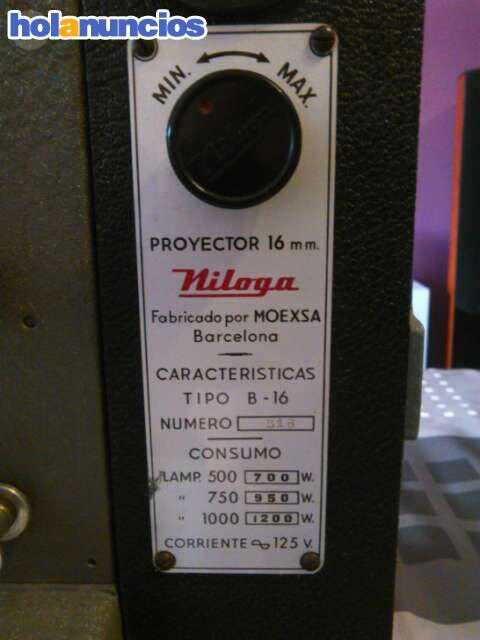 holanuncios
MIN. MAX.
PROYECTOR 16 mm.
Niloga
Fabricado por MOEXSA
Barcelona
CARACTERISTICAS
TIPO B-16
NUMERO
CONSUMO
LAMP. 500 700 W.
" 750 950 W.
" 1000 1200 W.
CORRIENTE ∿ 125 V.